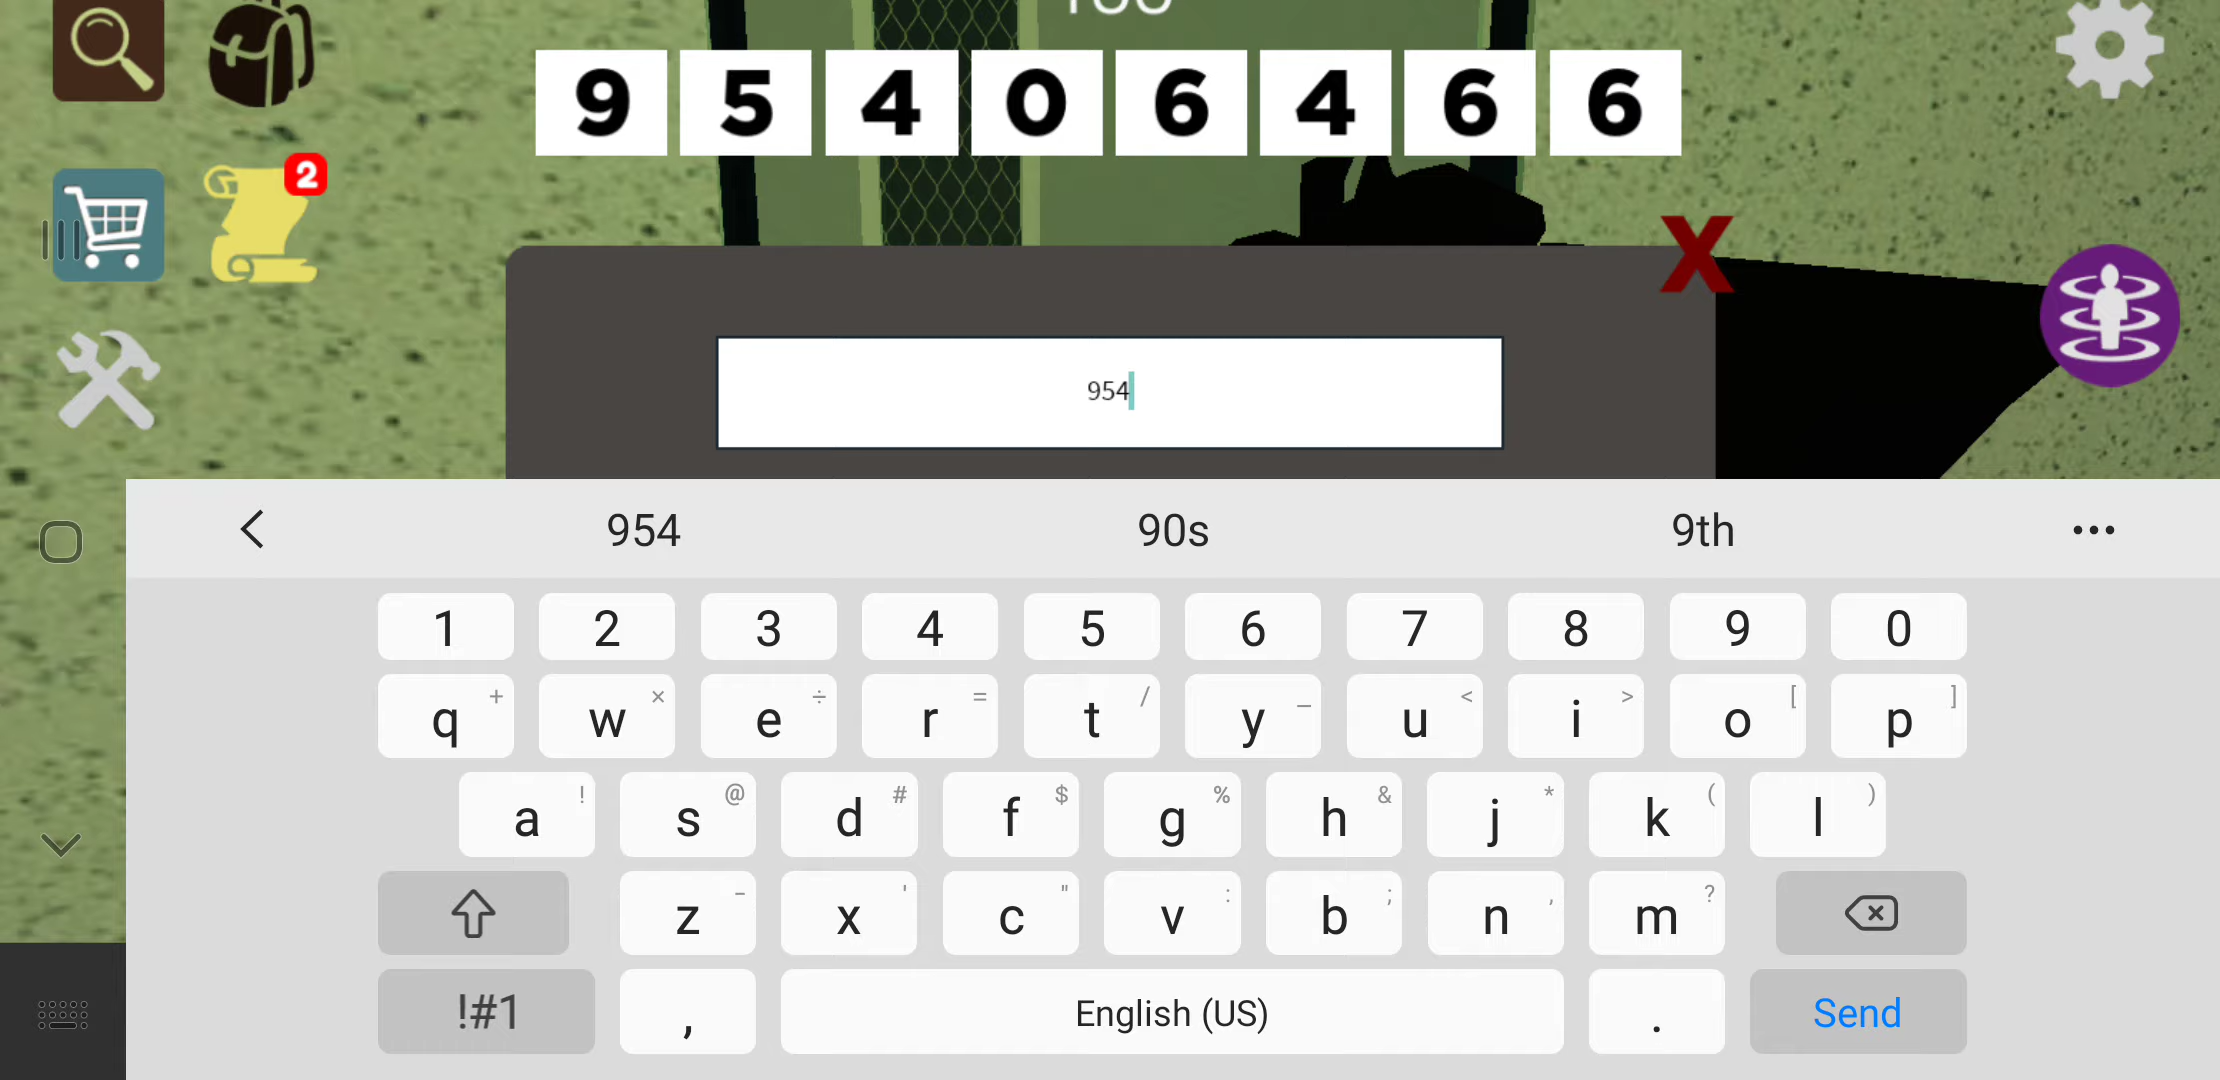 9 5 4 0 6 4 6 6
2
X
954
954 90s 9th ...
1 2 3 4 5 6 7 8 9 0
q + w × e ÷ r = t / y _ u < i > o [ p ]
a ! s @ d # f $ g % h & j * k ( l )
z - x ' c " v : b ; n , m ?
!#1 , English (US) . Send